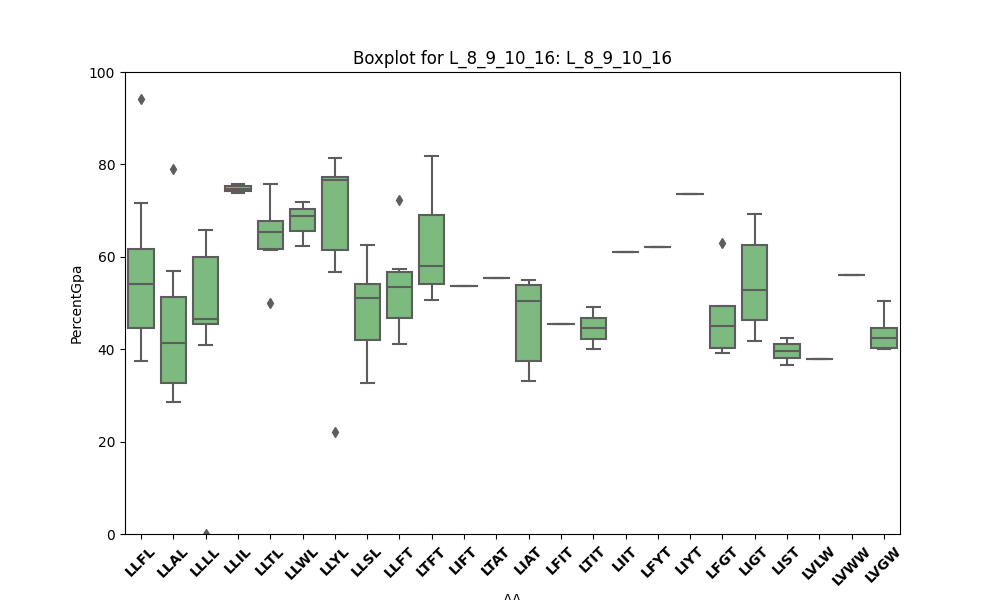 Boxplot for L_8_9_10_16: L_8_9_10_16
PercentGpa
100
80
60
40
20
0
LLFL LLAL LLLL LLIL LLTL LLWL LLYL LLSL LLFT LTFT LIFT LTAT LIAT LFIT LTIT LIIT LFYT LIYT LFGT LIGT LIST LVLW LVWW LVGW
AA